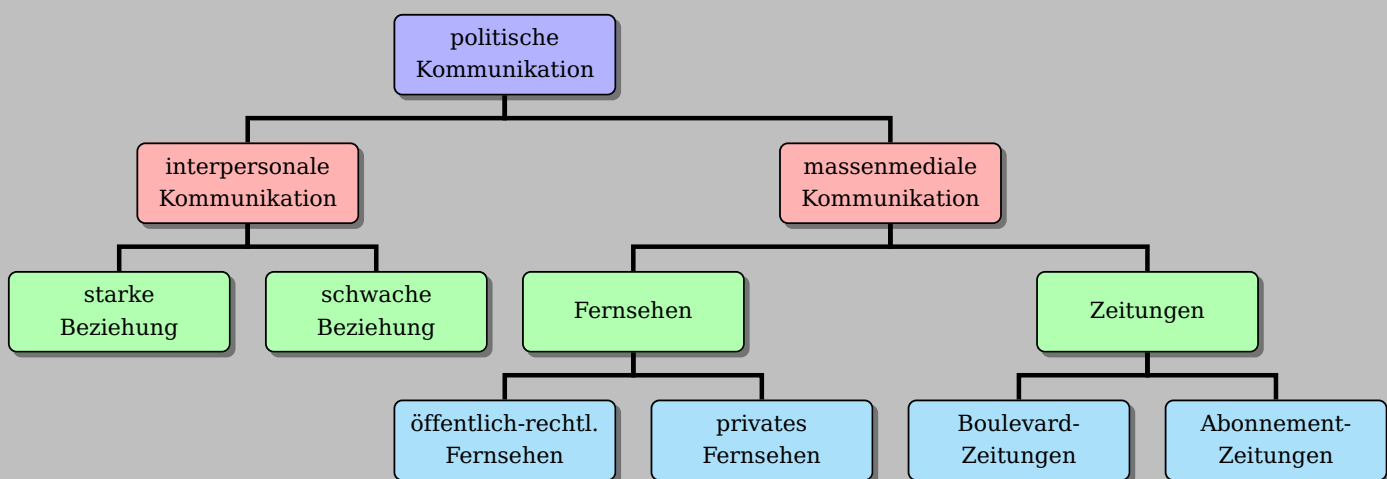 politische
Kommunikation
interpersonale
Kommunikation
massenmediale
Kommunikation
starke
Beziehung
schwache
Beziehung
Fernsehen
Zeitungen
öffentlich-rechtl.
Fernsehen
privates
Fernsehen
Boulevard-
Zeitungen
Abonnement-
Zeitungen